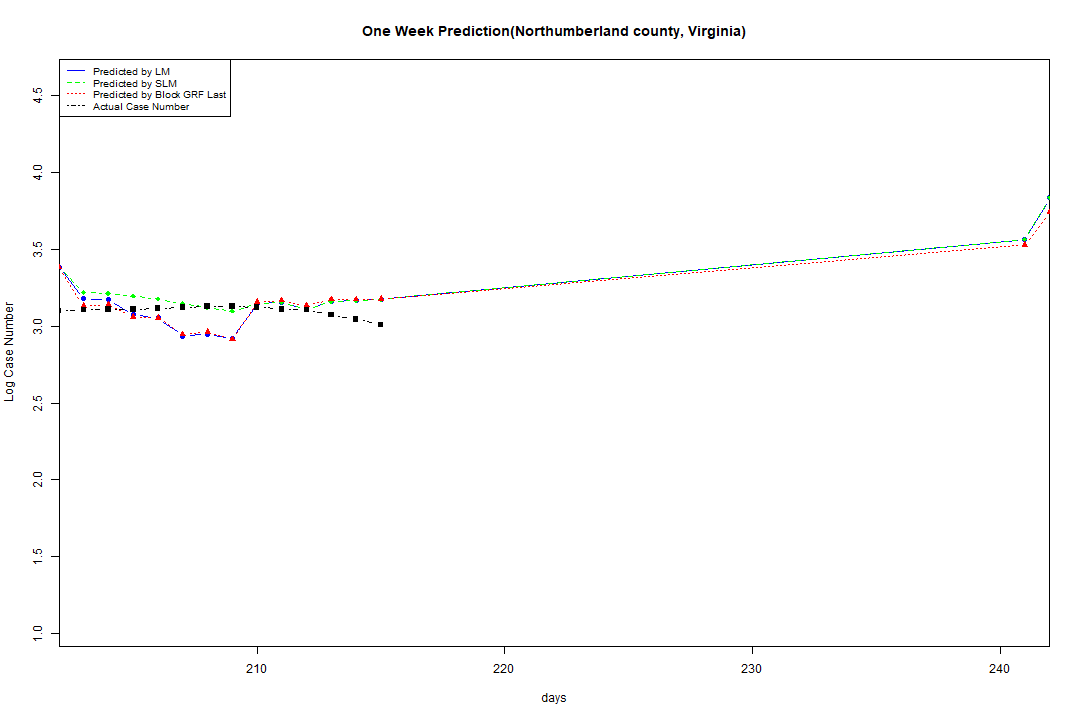 One Week Prediction(Northumberland county, Virginia)
Predicted by LM
Predicted by SLM
Predicted by Block GRF Last
Actual Case Number
4.5
4.0
3.5
3.0
2.5
2.0
1.5
1.0
Log Case Number
210
220
230
240
days